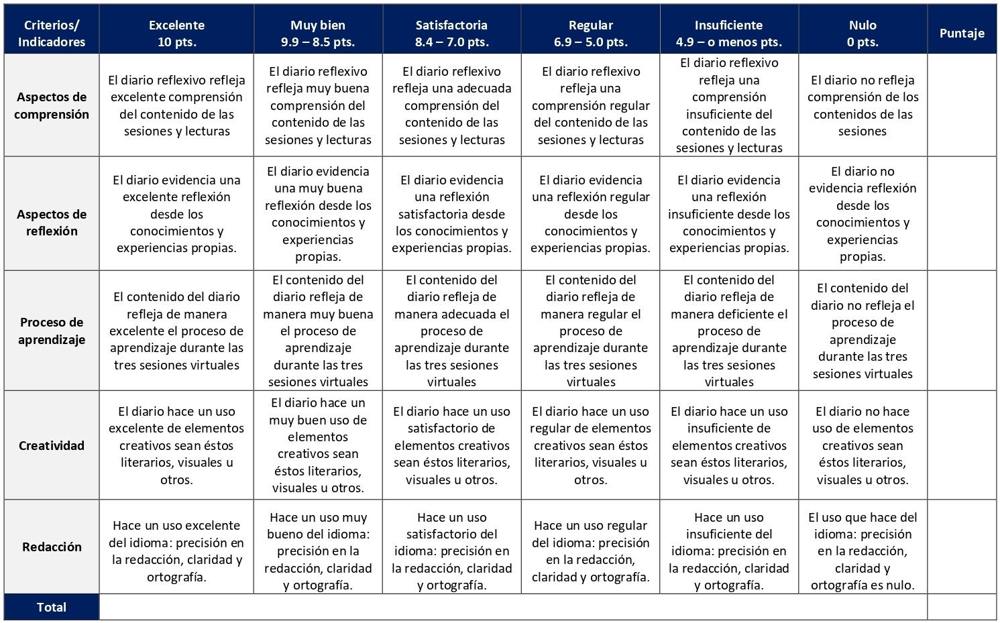 Criterios/
Indicadores
Excelente
10 pts.
Muy bien
9.9 – 8.5 pts.
Satisfactoria
8.4 – 7.0 pts.
Regular
6.9 – 5.0 pts.
Insuficiente
4.9 – o menos pts.
Nulo
0 pts.
Puntaje
Aspectos de
comprensión
El diario reflexivo refleja
excelente comprensión
del contenido de las
sesiones y lecturas
El diario reflexivo
refleja muy buena
comprensión del
contenido de las
sesiones y lecturas
El diario reflexivo
refleja una adecuada
comprensión del
contenido de las
sesiones y lecturas
El diario reflexivo
refleja una
comprensión regular
del contenido de las
sesiones y lecturas
El diario reflexivo
refleja una
comprensión
insuficiente del
contenido de las
sesiones y lecturas
El diario no refleja
comprensión de los
contenidos de las
sesiones
Aspectos de
reflexión
El diario evidencia una
excelente reflexión
desde los
conocimientos y
experiencias propias.
El diario evidencia
una muy buena
reflexión desde los
conocimientos y
experiencias
propias.
El diario evidencia
una reflexión
satisfactoria desde
los conocimientos y
experiencias propias.
El diario evidencia
una reflexión regular
desde los
conocimientos y
experiencias propias.
El diario evidencia
una reflexión
insuficiente desde los
conocimientos y
experiencias propias.
El diario no
evidencia reflexión
desde los
conocimientos y
experiencias
propias.
Proceso de
aprendizaje
El contenido del diario
refleja de manera
excelente el proceso de
aprendizaje durante las
tres sesiones virtuales
El contenido del
diario refleja de
manera muy buena
el proceso de
aprendizaje
durante las tres
sesiones virtuales
El contenido del
diario refleja de
manera adecuada el
proceso de
aprendizaje durante
las tres sesiones
virtuales
El contenido del
diario refleja de
manera regular el
proceso de
aprendizaje durante
las tres sesiones
virtuales
El contenido del
diario refleja de
manera deficiente el
proceso de
aprendizaje durante
las tres sesiones
virtuales
El contenido del
diario no refleja el
proceso de
aprendizaje
durante las tres
sesiones virtuales
Creatividad
El diario hace un uso
excelente de elementos
creativos sean éstos
literarios, visuales u
otros.
El diario hace un
muy buen uso de
elementos
creativos sean
éstos literarios,
visuales u otros.
El diario hace un uso
satisfactorio de
elementos creativos
sean éstos literarios,
visuales u otros.
El diario hace un uso
regular de elementos
creativos sean éstos
literarios, visuales u
otros.
El diario hace un uso
insuficiente de
elementos creativos
sean éstos literarios,
visuales u otros.
El diario no hace
uso de elementos
creativos sean
éstos literarios,
visuales u otros.
Redacción
Hace un uso excelente
del idioma: precisión en
la redacción, claridad y
ortografía.
Hace un uso muy
bueno del idioma:
precisión en la
redacción, claridad
y ortografía.
Hace un uso
satisfactorio del
idioma: precisión en
la redacción, claridad
y ortografía.
Hace un uso regular
del idioma: precisión
en la redacción,
claridad y ortografía.
Hace un uso
insuficiente del
idioma: precisión en
la redacción, claridad
y ortografía.
El uso que hace del
idioma: precisión
en la redacción,
claridad y
ortografía es nulo.
Total